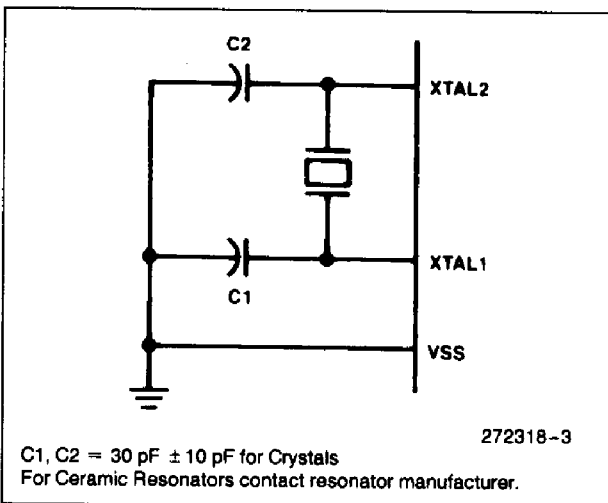 C2
XTAL2
XTAL1
C1
VSS
272318-3
C1, C2 = 30 pF ± 10 pF for Crystals
For Ceramic Resonators contact resonator manufacturer.